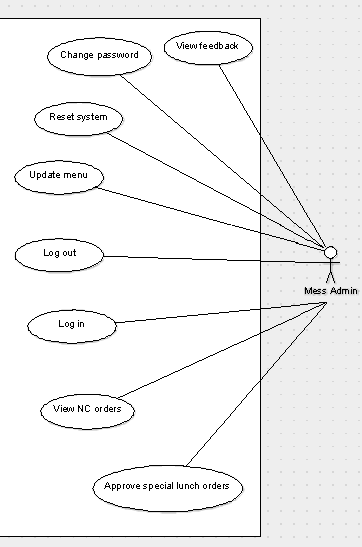 View feedback
Change password
Reset system
Update menu
Log out
Mess Admin
Log in
View NC orders
Approve special lunch orders